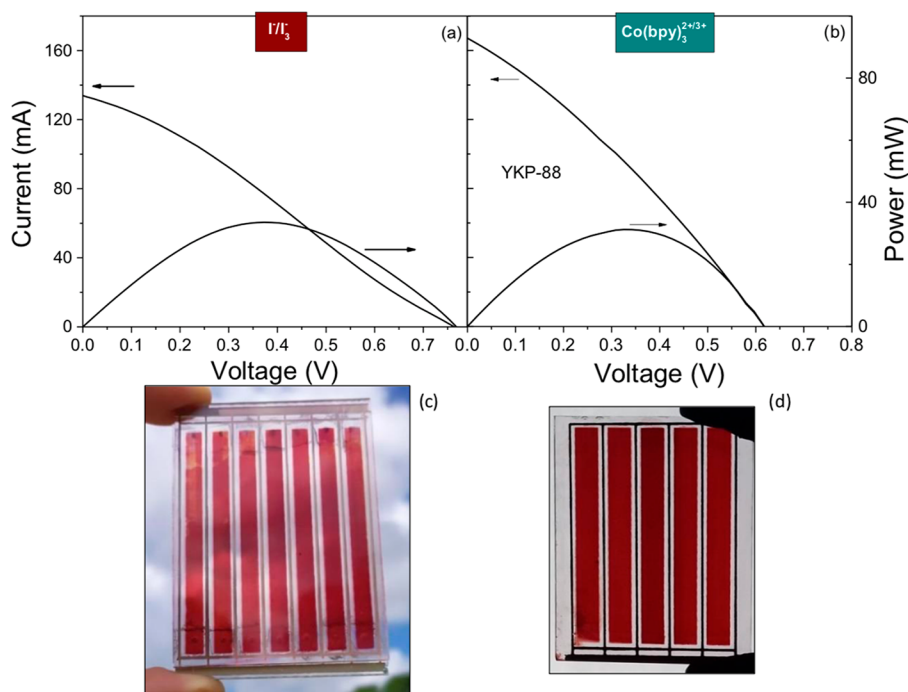 I⁻/I₃⁻
(a)
Co(bpy)₃²⁺/³⁺
(b)
160
120
80
40
0
Current (mA)
YKP-88
80
40
0
Power (mW)
0.0 0.1 0.2 0.3 0.4 0.5 0.6 0.7
0.0 0.1 0.2 0.3 0.4 0.5 0.6 0.7 0.8
Voltage (V)
Voltage (V)
(c)
(d)